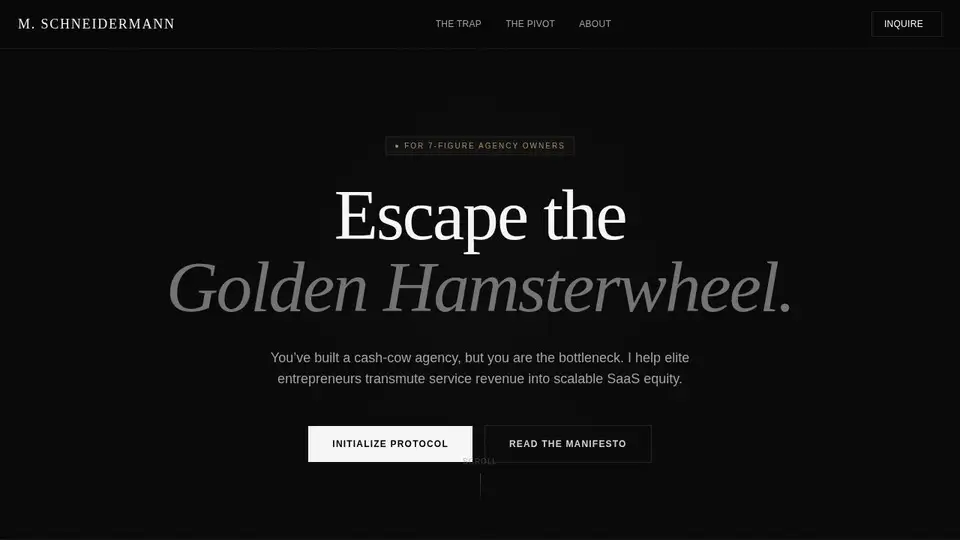 M. SCHNEIDERMANN
THE TRAP
THE PIVOT
ABOUT
INQUIRE
FOR 7-FIGURE AGENCY OWNERS
Escape the
Golden Hamsterwheel.
You’ve built a cash-cow agency, but you are the bottleneck. I help elite
entrepreneurs transmute service revenue into scalable SaaS equity.
INITIALIZE PROTOCOL
READ THE MANIFESTO
SCROLL